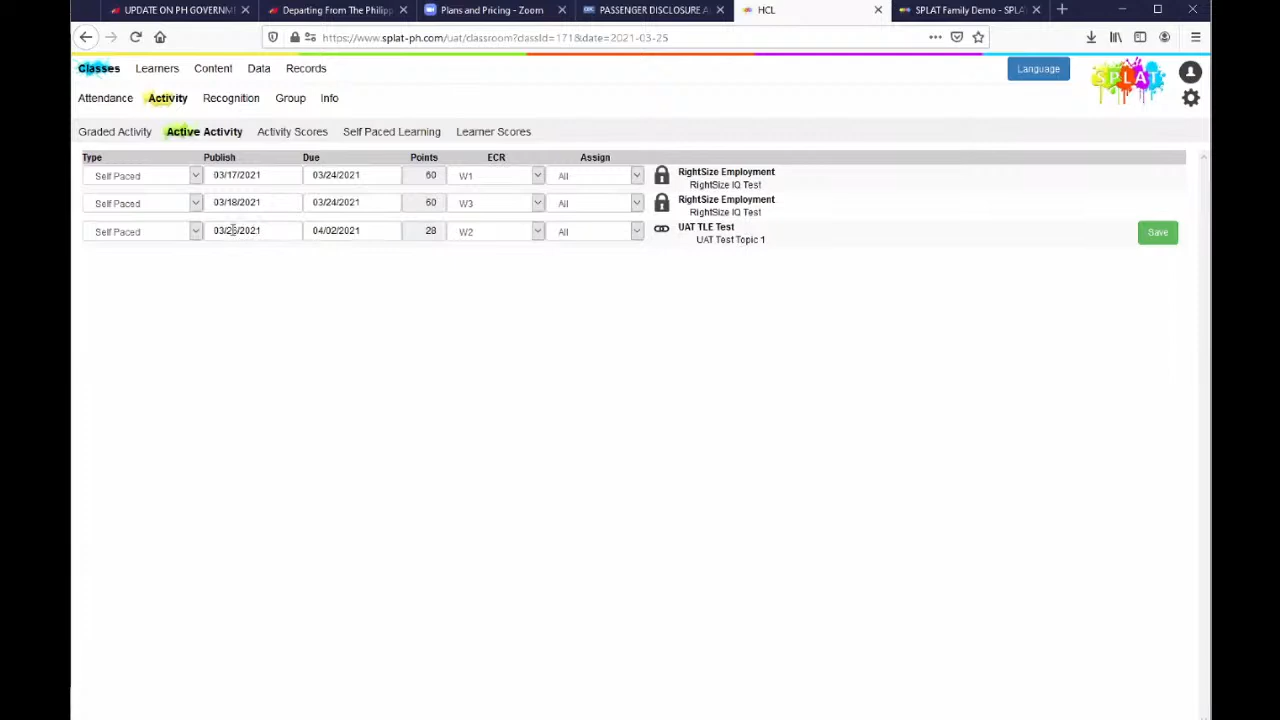 UPDATE ON PH GOVERNM
Departing From The Philipp
Plans and Pricing - Zoom
PASSENGER DISCLOSURE A
HCL
SPLAT Family Demo - SPLA
https://www.splat-ph.com/uat/classroom?classId=171&date=2021-03-25
Classes Learners Content Data Records Language
SPLAT
Attendance Activity Recognition Group Info
Graded Activity Active Activity Activity Scores Self Paced Learning Learner Scores
Type Publish Due Points ECR Assign
Self Paced 03/17/2021 03/24/2021 60 W1 All RightSize Employment
RightSize IQ Test
Self Paced 03/18/2021 03/24/2021 60 W3 All RightSize Employment
RightSize IQ Test
Self Paced 03/26/2021 04/02/2021 28 W2 All UAT TLE Test Save
UAT Test Topic 1